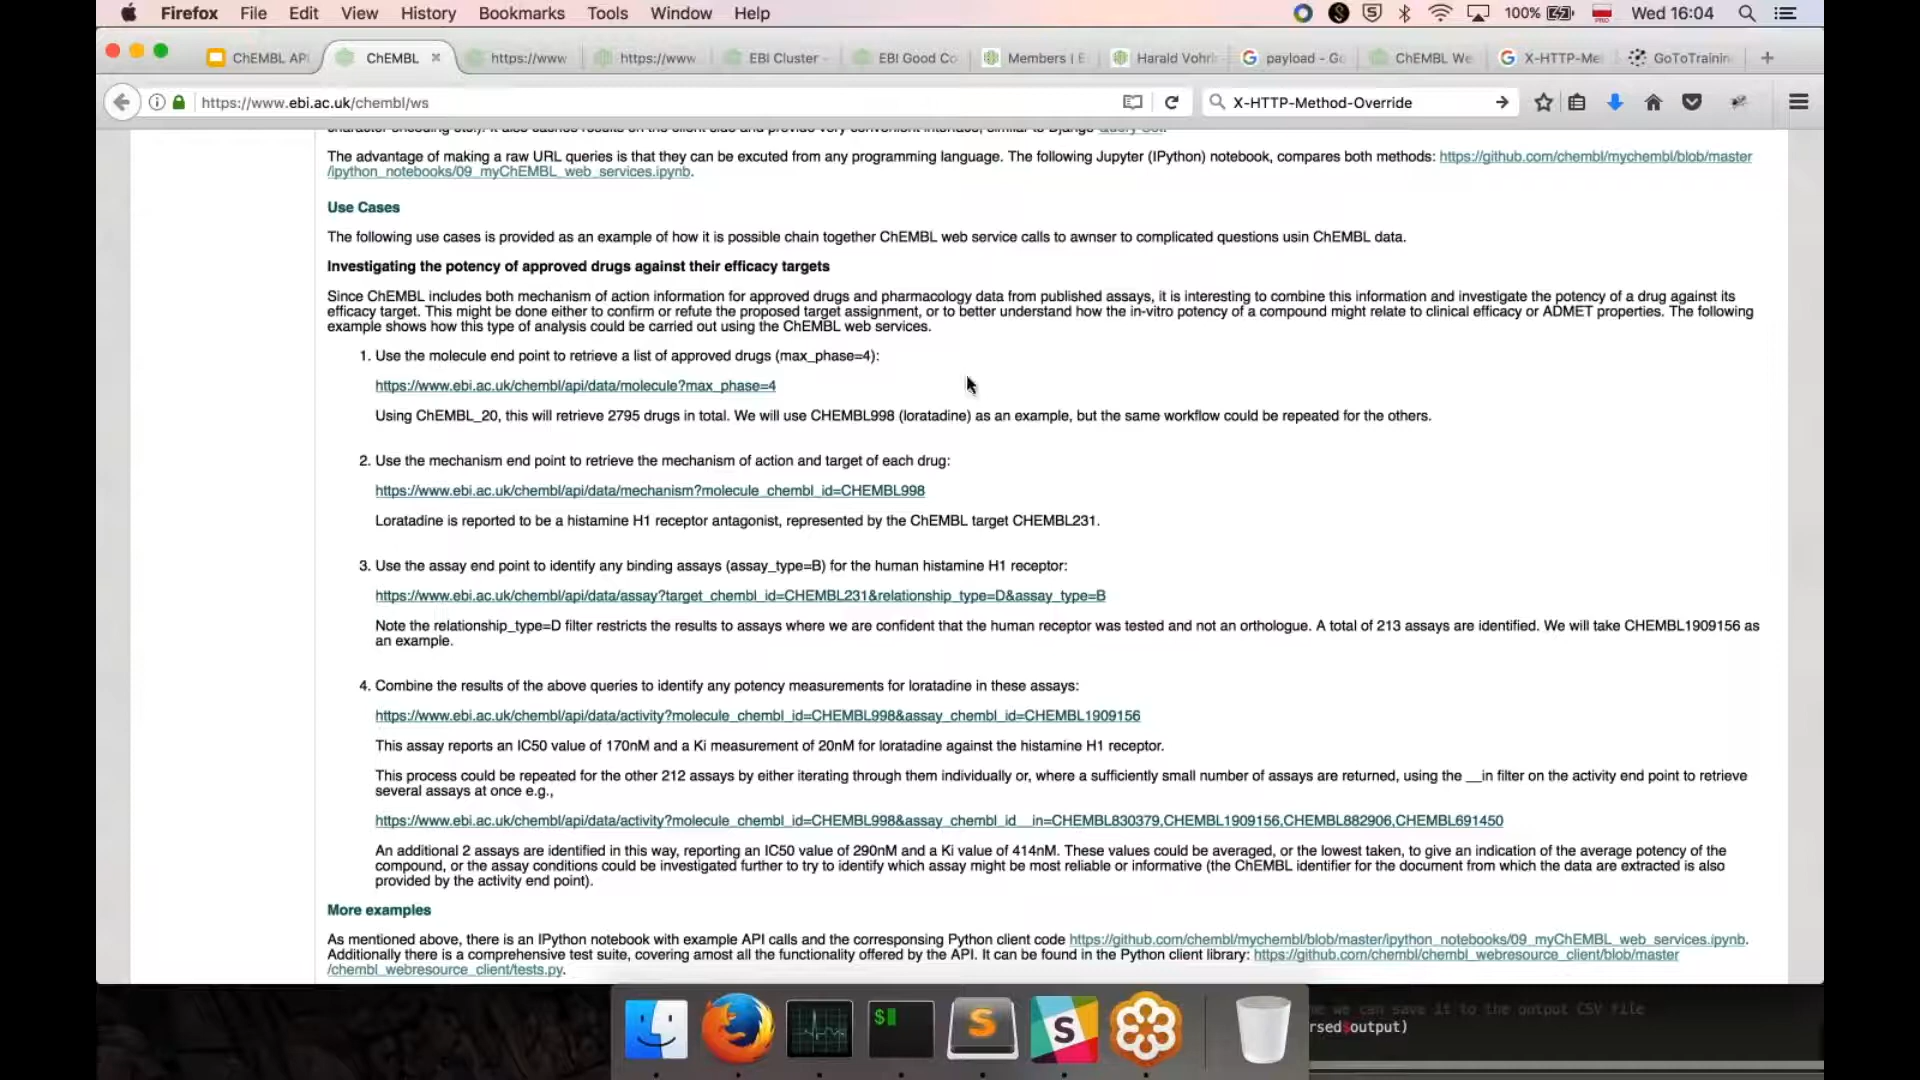 Firefox File Edit View History Bookmarks Tools Window Help 100% Wed 16:04
ChEMBL API ChEMBL https://www https://www EBI Cluster - EBI Good Co Members | E Harald Vohri payload - Go ChEMBL We X-HTTP-Me GoToTrainin
https://www.ebi.ac.uk/chembl/ws X-HTTP-Method-Override
The advantage of making a raw URL queries is that they can be excuted from any programming language. The following Jupyter (IPython) notebook, compares both methods: https://github.com/chembl/mychembl/blob/master
/ipython_notebooks/09_myChEMBL_web_services.ipynb.
Use Cases
The following use cases is provided as an example of how it is possible chain together ChEMBL web service calls to awnser to complicated questions usin ChEMBL data.
Investigating the potency of approved drugs against their efficacy targets
Since ChEMBL includes both mechanism of action information for approved drugs and pharmacology data from published assays, it is interesting to combine this information and investigate the potency of a drug against its
efficacy target. This might be done either to confirm or refute the proposed target assignment, or to better understand how the in-vitro potency of a compound might relate to clinical efficacy or ADMET properties. The following
example shows how this type of analysis could be carried out using the ChEMBL web services.
1. Use the molecule end point to retrieve a list of approved drugs (max_phase=4):
https://www.ebi.ac.uk/chembl/api/data/molecule?max_phase=4
Using ChEMBL_20, this will retrieve 2795 drugs in total. We will use CHEMBL998 (loratadine) as an example, but the same workflow could be repeated for the others.
2. Use the mechanism end point to retrieve the mechanism of action and target of each drug:
https://www.ebi.ac.uk/chembl/api/data/mechanism?molecule_chembl_id=CHEMBL998
Loratadine is reported to be a histamine H1 receptor antagonist, represented by the ChEMBL target CHEMBL231.
3. Use the assay end point to identify any binding assays (assay_type=B) for the human histamine H1 receptor:
https://www.ebi.ac.uk/chembl/api/data/assay?target_chembl_id=CHEMBL231&relationship_type=D&assay_type=B
Note the relationship_type=D filter restricts the results to assays where we are confident that the human receptor was tested and not an orthologue. A total of 213 assays are identified. We will take CHEMBL1909156 as
an example.
4. Combine the results of the above queries to identify any potency measurements for loratadine in these assays:
https://www.ebi.ac.uk/chembl/api/data/activity?molecule_chembl_id=CHEMBL998&assay_chembl_id=CHEMBL1909156
This assay reports an IC50 value of 170nM and a Ki measurement of 20nM for loratadine against the histamine H1 receptor.
This process could be repeated for the other 212 assays by either iterating through them individually or, where a sufficiently small number of assays are returned, using the __in filter on the activity end point to retrieve
several assays at once e.g.,
https://www.ebi.ac.uk/chembl/api/data/activity?molecule_chembl_id=CHEMBL998&assay_chembl_id__in=CHEMBL830379,CHEMBL1909156,CHEMBL882906,CHEMBL691450
An additional 2 assays are identified in this way, reporting an IC50 value of 290nM and a Ki value of 414nM. These values could be averaged, or the lowest taken, to give an indication of the average potency of the
compound, or the assay conditions could be investigated further to try to identify which assay might be most reliable or informative (the ChEMBL identifier for the document from which the data are extracted is also
provided by the activity end point).
More examples
As mentioned above, there is an IPython notebook with example API calls and the corresponsing Python client code https://github.com/chembl/mychembl/blob/master/ipython_notebooks/09_myChEMBL_web_services.ipynb.
Additionally there is a comprehensive test suite, covering amost all the functionality offered by the API. It can be found in the Python client library: https://github.com/chembl/chembl_webresource_client/blob/master
/chembl_webresource_client/tests.py.
we can save it to the output CSV file
rsed$output)